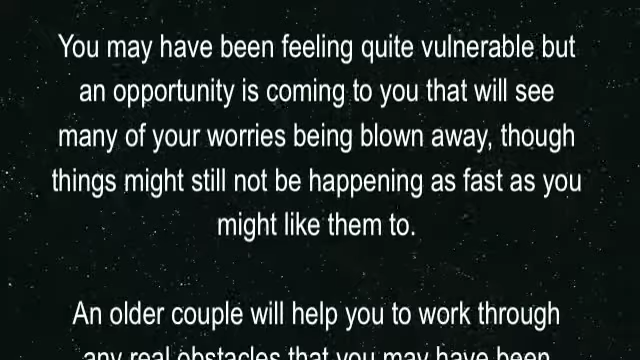 You may have been feeling quite vulnerable but
an opportunity is coming to you that will see
many of your worries being blown away, though
things might still not be happening as fast as you
might like them to.
An older couple will help you to work through
any real obstacles that you may have been